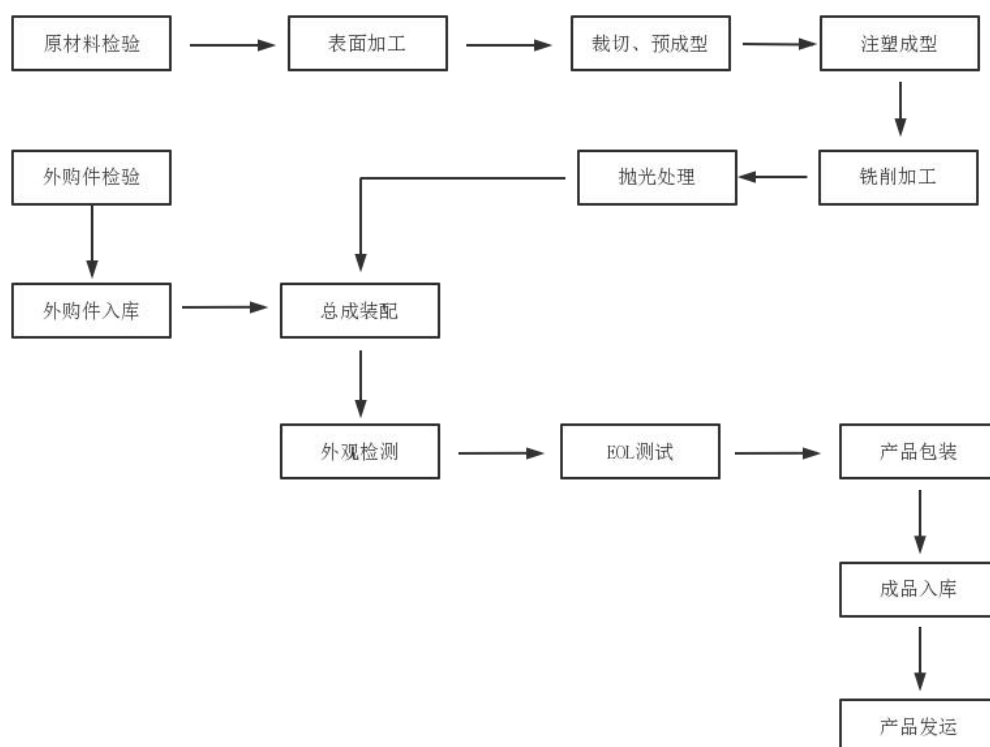 原材料检验
表面加工
裁切、预成型
注塑成型
外购件检验
抛光处理
铣削加工
外购件入库
总成装配
外观检测
EOL测试
产品包装
成品入库
产品发运